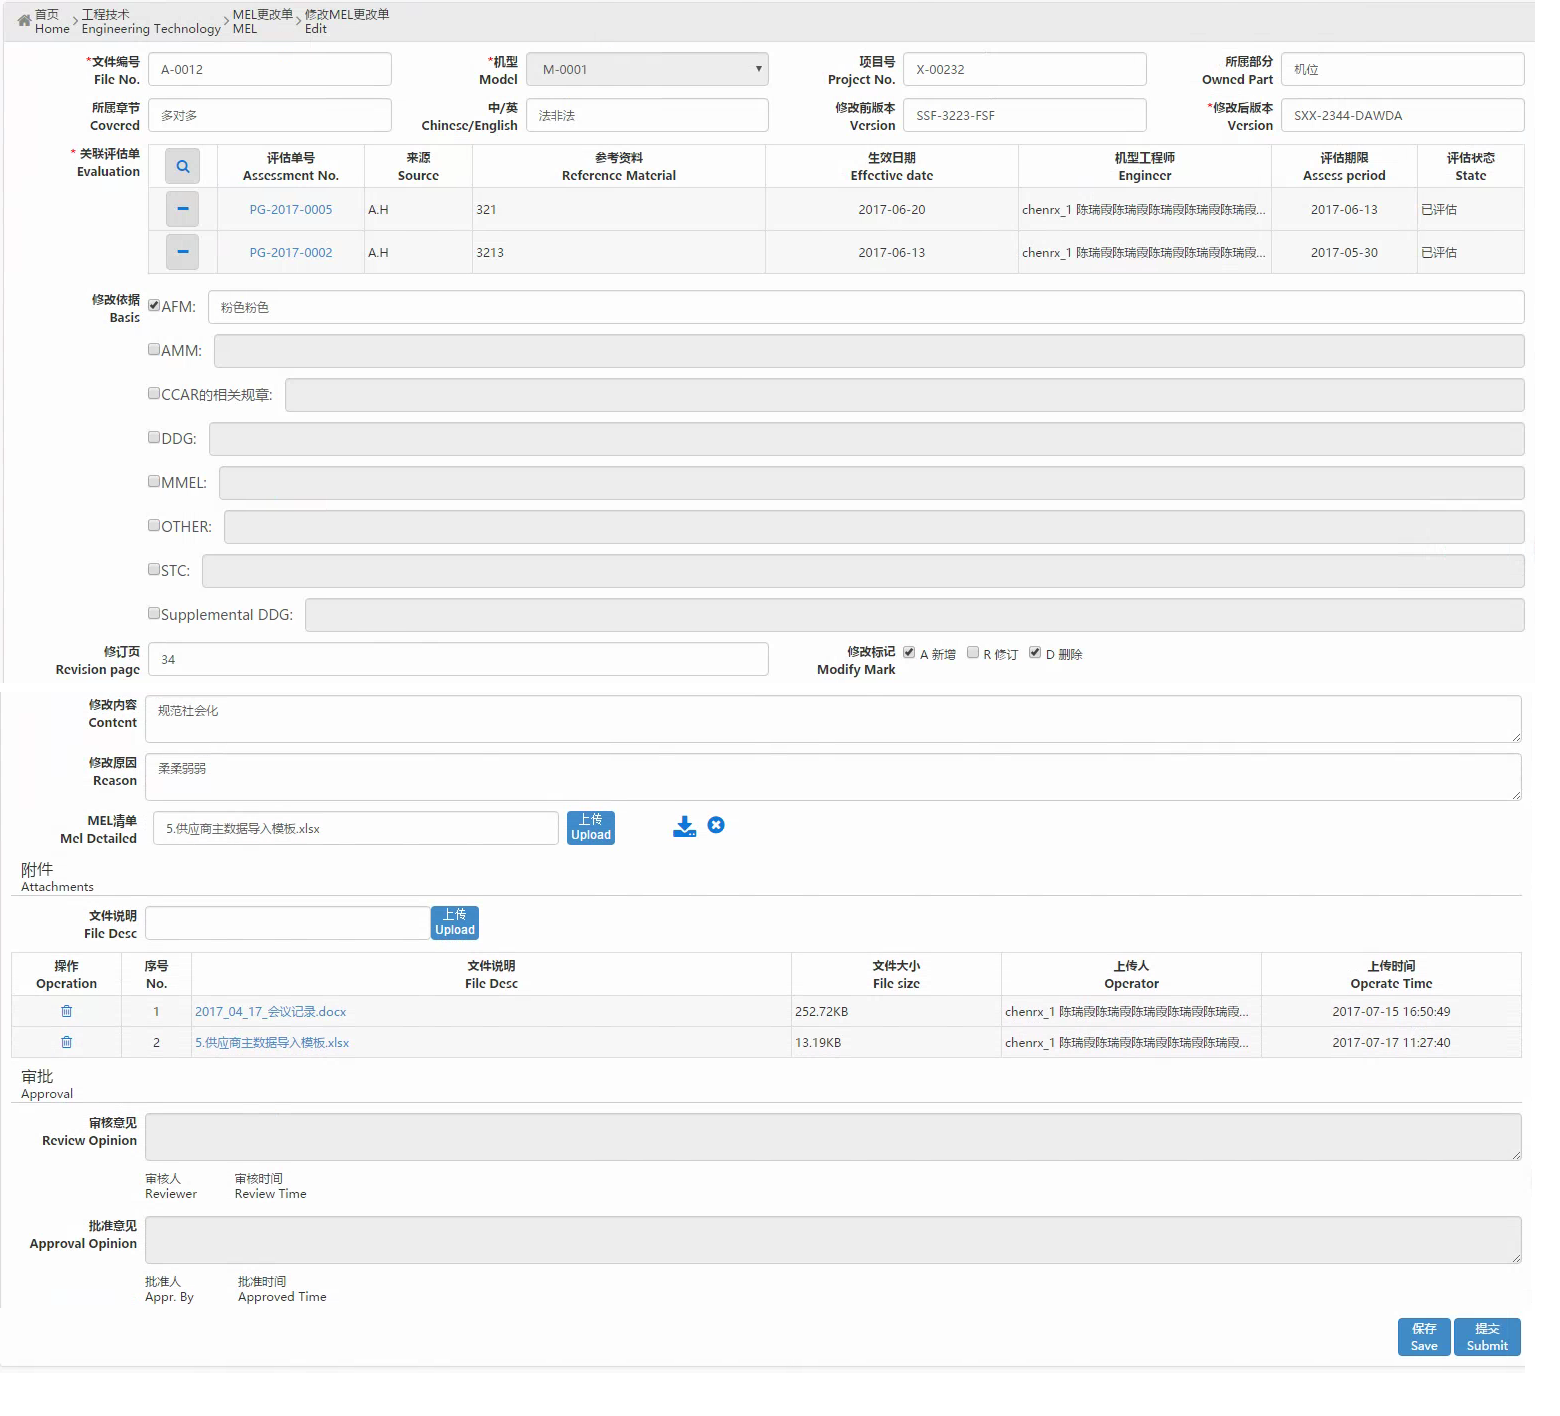 首页 工程技术 MEL更改单 修改MEL更改单
Home Engineering Technology MEL Edit
*文件编号 A-0012 *机型 M-0001 项目号 X-00232 所属部分 机位
File No. Model Project No. Owned Part
所属章节 多对多 中/英 法非法 修改前版本 SSF-3223-FSF *修改后版本 SXX-2344-DAWDA
Covered Chinese/English Version Version
* 关联评估单 评估单号 来源 参考资料 生效日期 机型工程师 评估期限 评估状态
Evaluation Assessment No. Source Reference Material Effective date Engineer Assess period State
PG-2017-0005 A.H 321 2017-06-20 chenrx_1 陈瑞霞陈瑞霞陈瑞霞陈瑞霞陈瑞霞... 2017-06-13 已评估
PG-2017-0002 A.H 3213 2017-06-13 chenrx_1 陈瑞霞陈瑞霞陈瑞霞陈瑞霞陈瑞霞... 2017-05-30 已评估
修改依据 AFM: 粉色粉色
Basis
AMM:
CCAR的相关规章:
DDG:
MMEL:
OTHER:
STC:
Supplemental DDG:
修订页 34 修改标记 A 新增 R 修订 D 删除
Revision page Modify Mark
修改内容 规范社会化
Content
修改原因 柔柔弱弱
Reason
MEL清单 5.供应商主数据导入模板.xlsx 上传
Mel Detailed Upload
附件
Attachments
文件说明 上传
File Desc Upload
操作 序号 文件说明 文件大小 上传人 上传时间
Operation No. File Desc File size Operator Operate Time
1 2017_04_17_会议记录.docx 252.72KB chenrx_1 陈瑞霞陈瑞霞陈瑞霞陈瑞霞陈瑞霞... 2017-07-15 16:50:49
2 5.供应商主数据导入模板.xlsx 13.19KB chenrx_1 陈瑞霞陈瑞霞陈瑞霞陈瑞霞陈瑞霞... 2017-07-17 11:27:40
审批
Approval
审核意见
Review Opinion
审核人 审核时间
Reviewer Review Time
批准意见
Approval Opinion
批准人 批准时间
Appr. By Approved Time
保存 提交
Save Submit